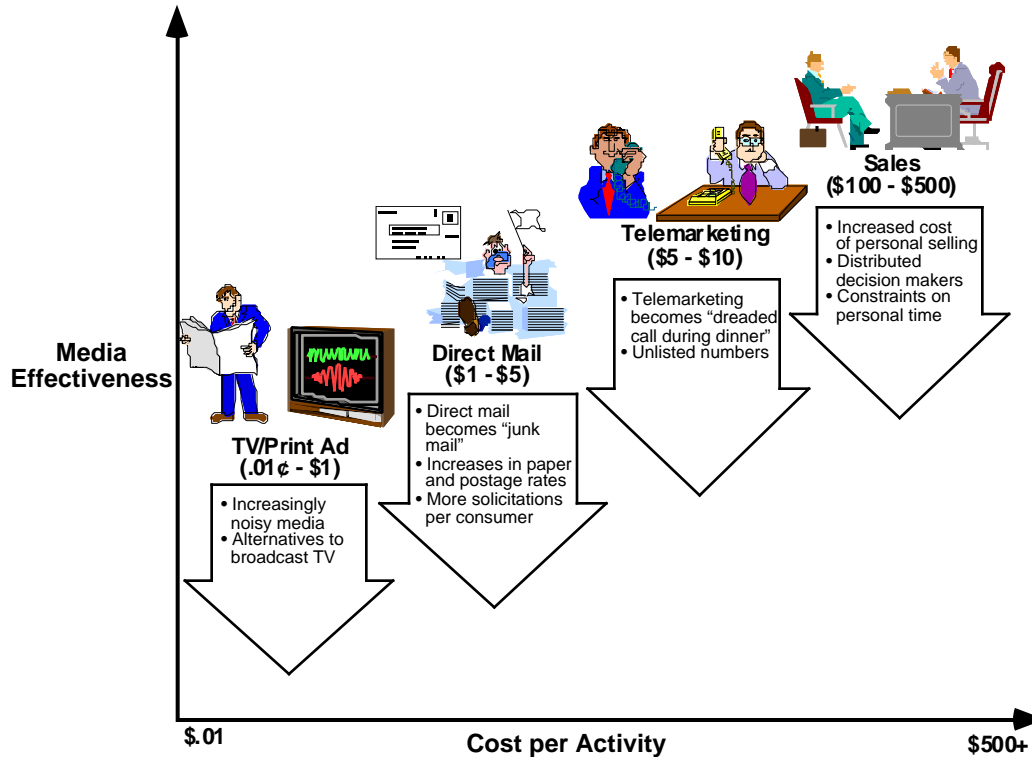 Media
Effectiveness
TV/Print Ad
(.01¢ - $1)
• Increasingly
noisy media
• Alternatives to
broadcast TV
Direct Mail
($1 - $5)
• Direct mail
becomes “junk
mail”
• Increases in paper
and postage rates
• More solicitations
per consumer
Telemarketing
($5 - $10)
• Telemarketing
becomes “dreaded
call during dinner”
• Unlisted numbers
Sales
($100 - $500)
• Increased cost
of personal selling
• Distributed
decision makers
• Constraints on
personal time
$.01
Cost per Activity
$500+